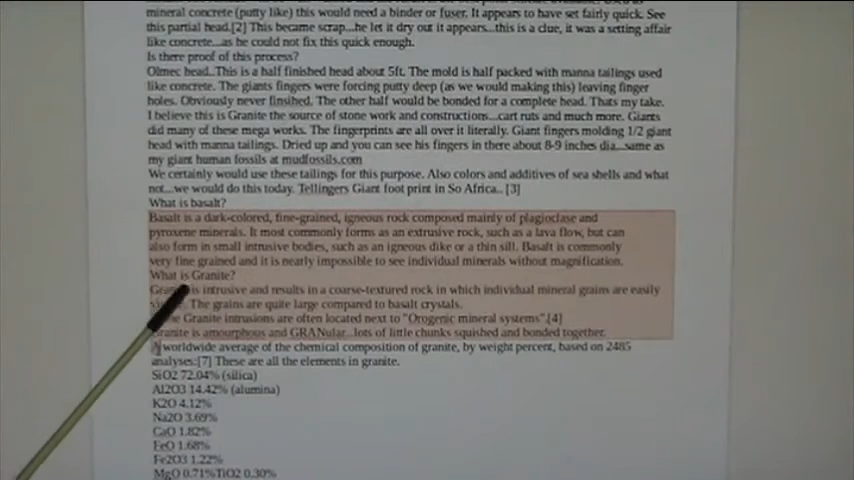 mineral concrete (putty like) this would need a binder or fuser. It appears to have set fairly quick. See
this partial head.[2] This became scrap...he let it dry out it appears...this is a clue, it was a setting affair
like concrete...as he could not fix this quick enough.
Is there proof of this process?
Olmec head..This is a half finished head about 5ft. The mold is half packed with manna tailings used
like concrete. The giants fingers were forcing putty deep (as we would making this) leaving finger
holes. Obviously never finsihed. The other half would be bonded for a complete head. Thats my take.
I believe this is Granite the source of stone work and constructions...cart ruts and much more. Giants
did many of these mega works. The fingerprints are all over it literally. Giant fingers molding 1/2 giant
head with manna tailings. Dried up and you can see his fingers in there about 8-9 inches dia...same as
my giant human fossils at mudfossils.com
We certainly would use these tailings for this purpose. Also colors and additives of sea shells and what
not...we would do this today. Tellingers Giant foot print in So Africa.. [3]
What is basalt?
Basalt is a dark-colored, fine-grained, igneous rock composed mainly of plagioclase and
pyroxene minerals. It most commonly forms as an extrusive rock, such as a lava flow, but can
also form in small intrusive bodies, such as an igneous dike or a thin sill. Basalt is commonly
very fine grained and it is nearly impossible to see individual minerals without magnification.
What is Granite?
is intrusive and results in a coarse-textured rock in which individual mineral grains are easily
The grains are quite large compared to basalt crystals.
Granite intrusions are often located next to "Orogenic mineral systems".[4]
Granite is amorphous and GRANular...lots of little chunks squished and bonded together.
A worldwide average of the chemical composition of granite, by weight percent, based on 2485
analyses:[7] These are all the elements in granite.
SiO2 72.04% (silica)
Al2O3 14.42% (alumina)
K2O 4.12%
Na2O 3.69%
CaO 1.82%
FeO 1.68%
Fe2O3 1.22%
MgO 0.71%TiO2 0.30%